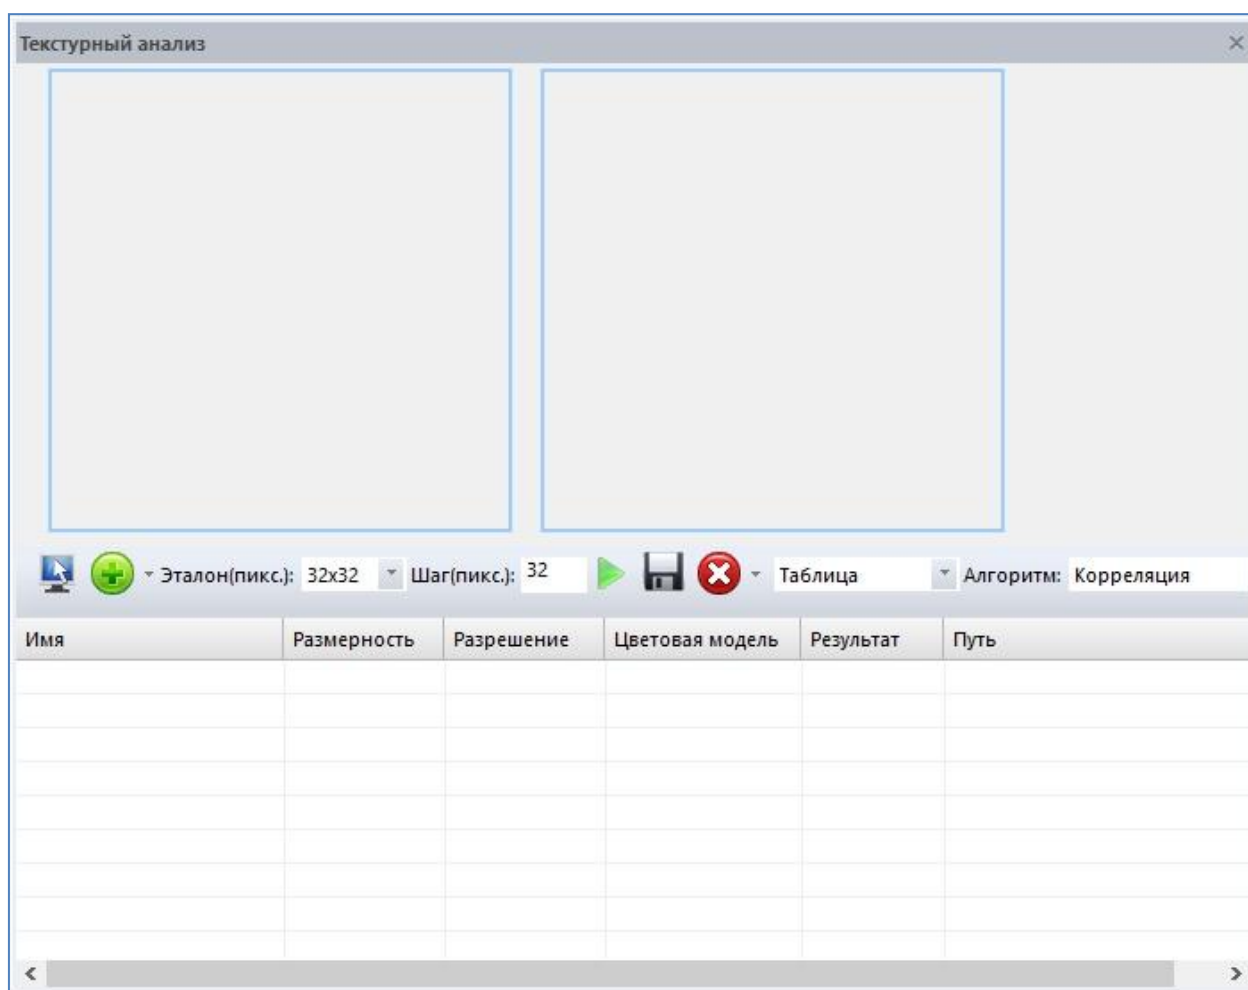 Текстурный анализ
Эталон(пикс.): 32x32 Шаг(пикс.): 32 Таблица Алгоритм: Корреляция
Имя Размерность Разрешение Цветовая модель Результат Путь